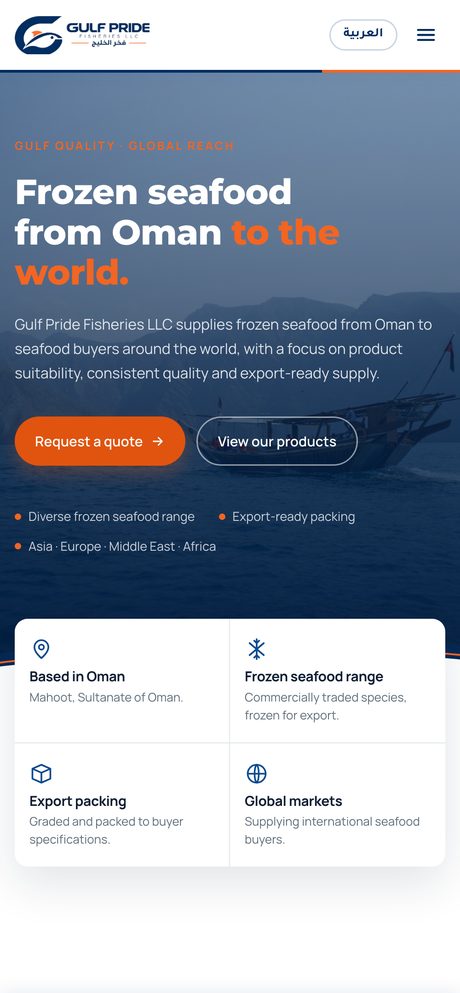 GULF PRIDE
FISHERIES LLC
فخر الخليج
العربية
GULF QUALITY · GLOBAL REACH
Frozen seafood
from Oman to the
world.
Gulf Pride Fisheries LLC supplies frozen seafood from Oman to
seafood buyers around the world, with a focus on product
suitability, consistent quality and export-ready supply.
Request a quote →
View our products
Diverse frozen seafood range
Export-ready packing
Asia · Europe · Middle East · Africa
Based in Oman
Mahoot, Sultanate of Oman.
Frozen seafood range
Commercially traded species,
frozen for export.
Export packing
Graded and packed to buyer
specifications.
Global markets
Supplying international seafood
buyers.